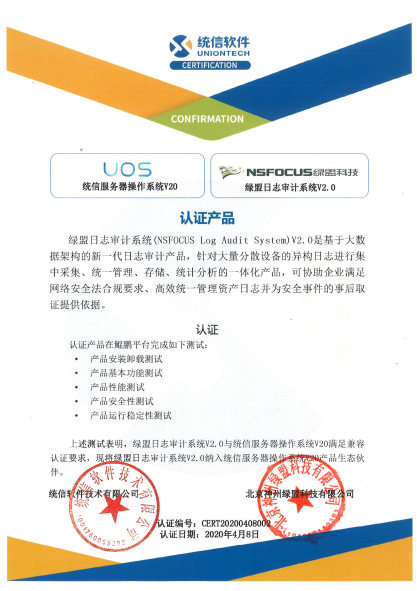 统信软件
UNIONTECH
CERTIFICATION
CONFIRMATION
UOS
统信服务器操作系统V20
NSFOCUS绿盟科技
绿盟日志审计系统V2.0
认证产品
绿盟日志审计系统(NSFOCUS Log Audit System)V2.0是基于大数
据架构的新一代日志审计产品，针对大量分散设备的异构日志进行集
中采集、统一管理、存储、统计分析的一体化产品，可协助企业满足
网络安全法合规要求、高效统一管理资产日志并为安全事件的事后取
证提供依据。
认证
认证产品在鲲鹏平台完成如下测试：
• 产品安装卸载测试
• 产品基本功能测试
• 产品性能测试
• 产品安全性测试
• 产品运行稳定性测试
上述测试表明，绿盟日志审计系统V2.0与统信服务器操作系统V20满足兼容
认证要求，现将绿盟日志审计系统V2.0纳入统信服务器操作系统V20产品生态伙
伴。
统信软件技术有限公司
北京神州绿盟科技有限公司
统信软件技术有限公司
北京神州绿盟科技有限公司
认证编号：CERT20200408002
认证日期：2020年4月8日